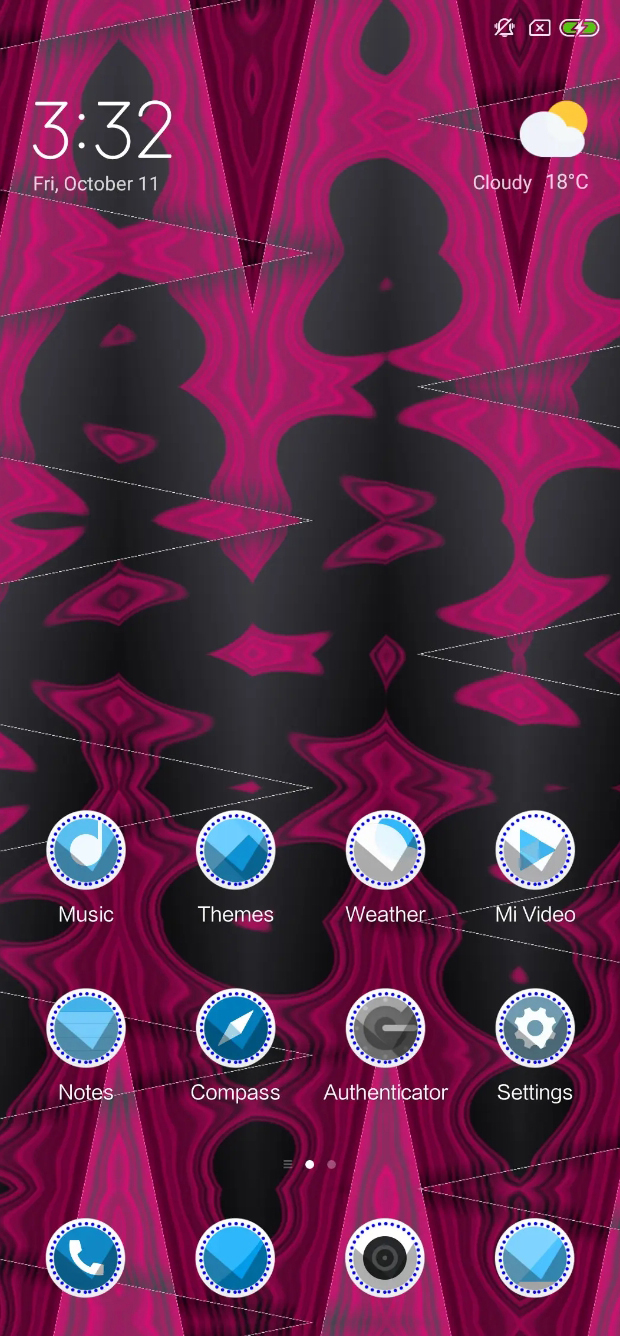 3:32
Fri, October 11
Cloudy 18°C
Music
Themes
Weather
Mi Video
Notes
Compass
Authenticator
Settings